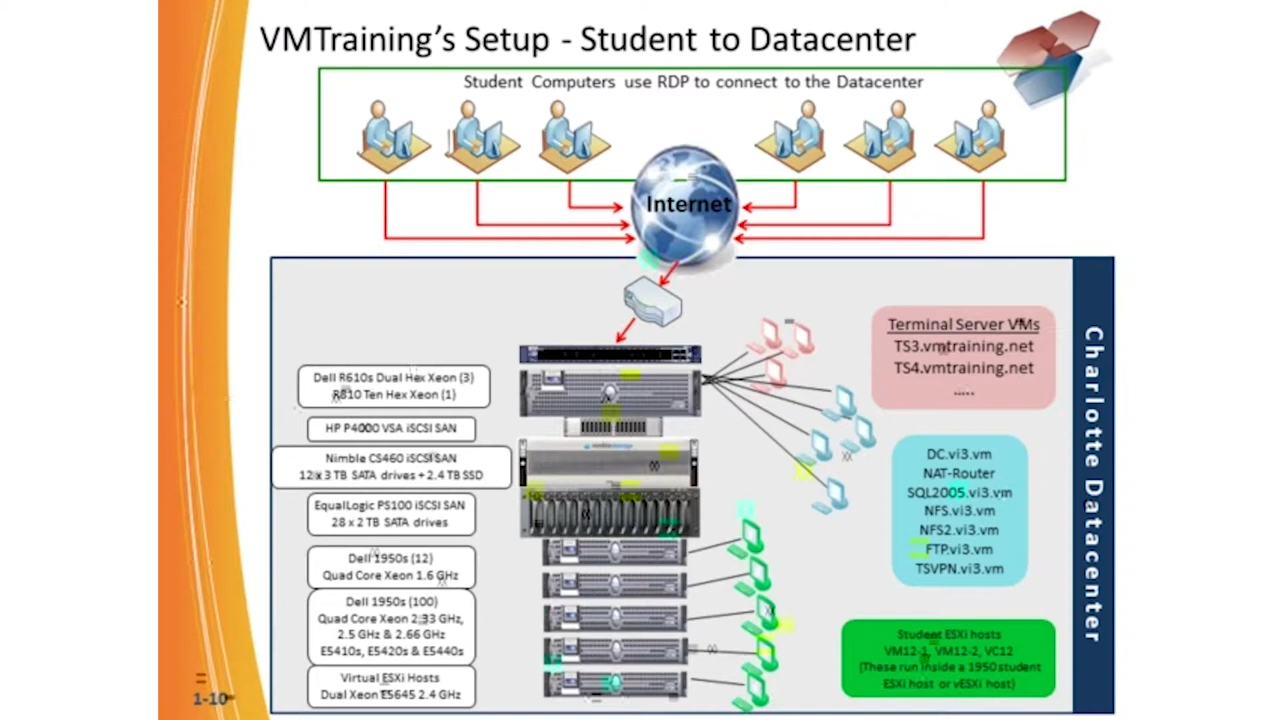 VMTraining's Setup - Student to Datacenter
Student Computers use RDP to connect to the Datacenter
Internet
Dell R610s Dual Hex Xeon (3)
R810 Ten Hex Xeon (1)
HP P4000 VSA iSCSI SAN
Nimble CS460 iSCSI SAN
12 x 3 TB SATA drives + 2.4 TB SSD
EqualLogic PS100 iSCSI SAN
28 x 2 TB SATA drives
Dell 1950s (12)
Quad Core Xeon 1.6 GHz
Dell 1950s (100)
Quad Core Xeon 2.33 GHz,
2.5 GHz & 2.66 GHz
E5410s, E5420s & E5440s
Virtual ESXi Hosts
Dual Xeon E5645 2.4 GHz
Terminal Server VMs
TS3.vmtraining.net
TS4.vmtraining.net
.....
DC.vi3.vm
NAT-Router
SQL2005.vi3.vm
NFS.vi3.vm
NFS2.vi3.vm
FTP.vi3.vm
TSVPN.vi3.vm
Student ESXi hosts
VM12-1, VM12-2, VC12
(These run inside a 1950 student
ESXi host or vESXi host)
Charlotte Datacenter
1-10